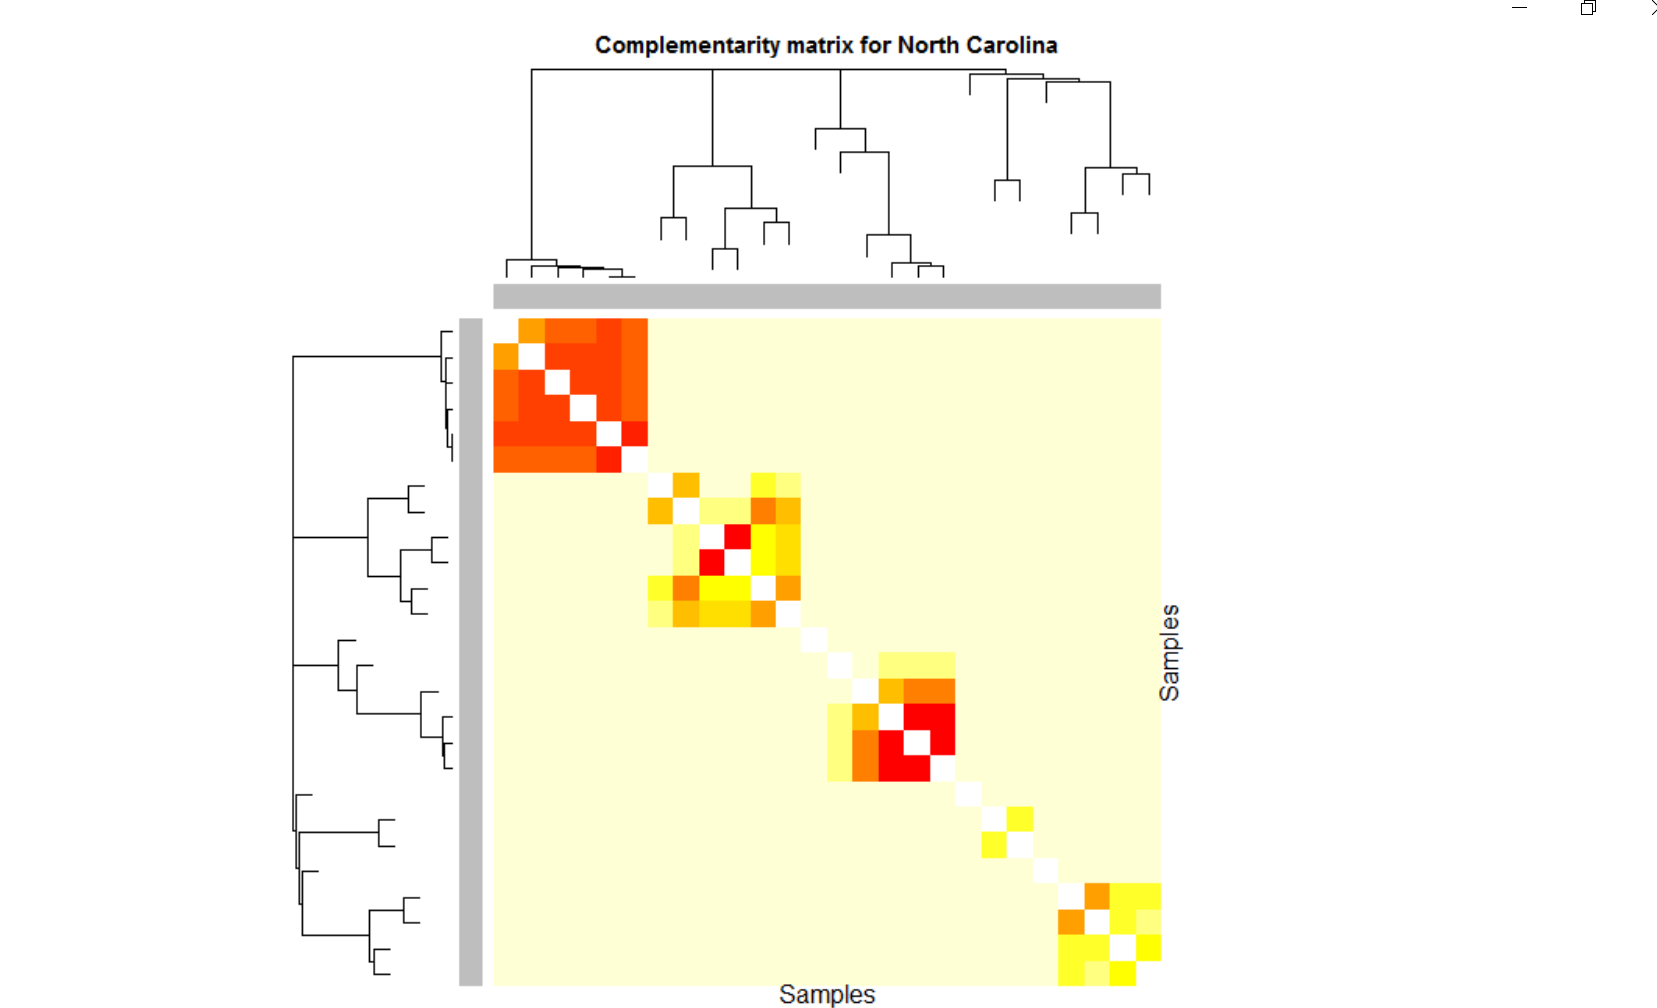 Complementarity matrix for North Carolina
Samples
Samples